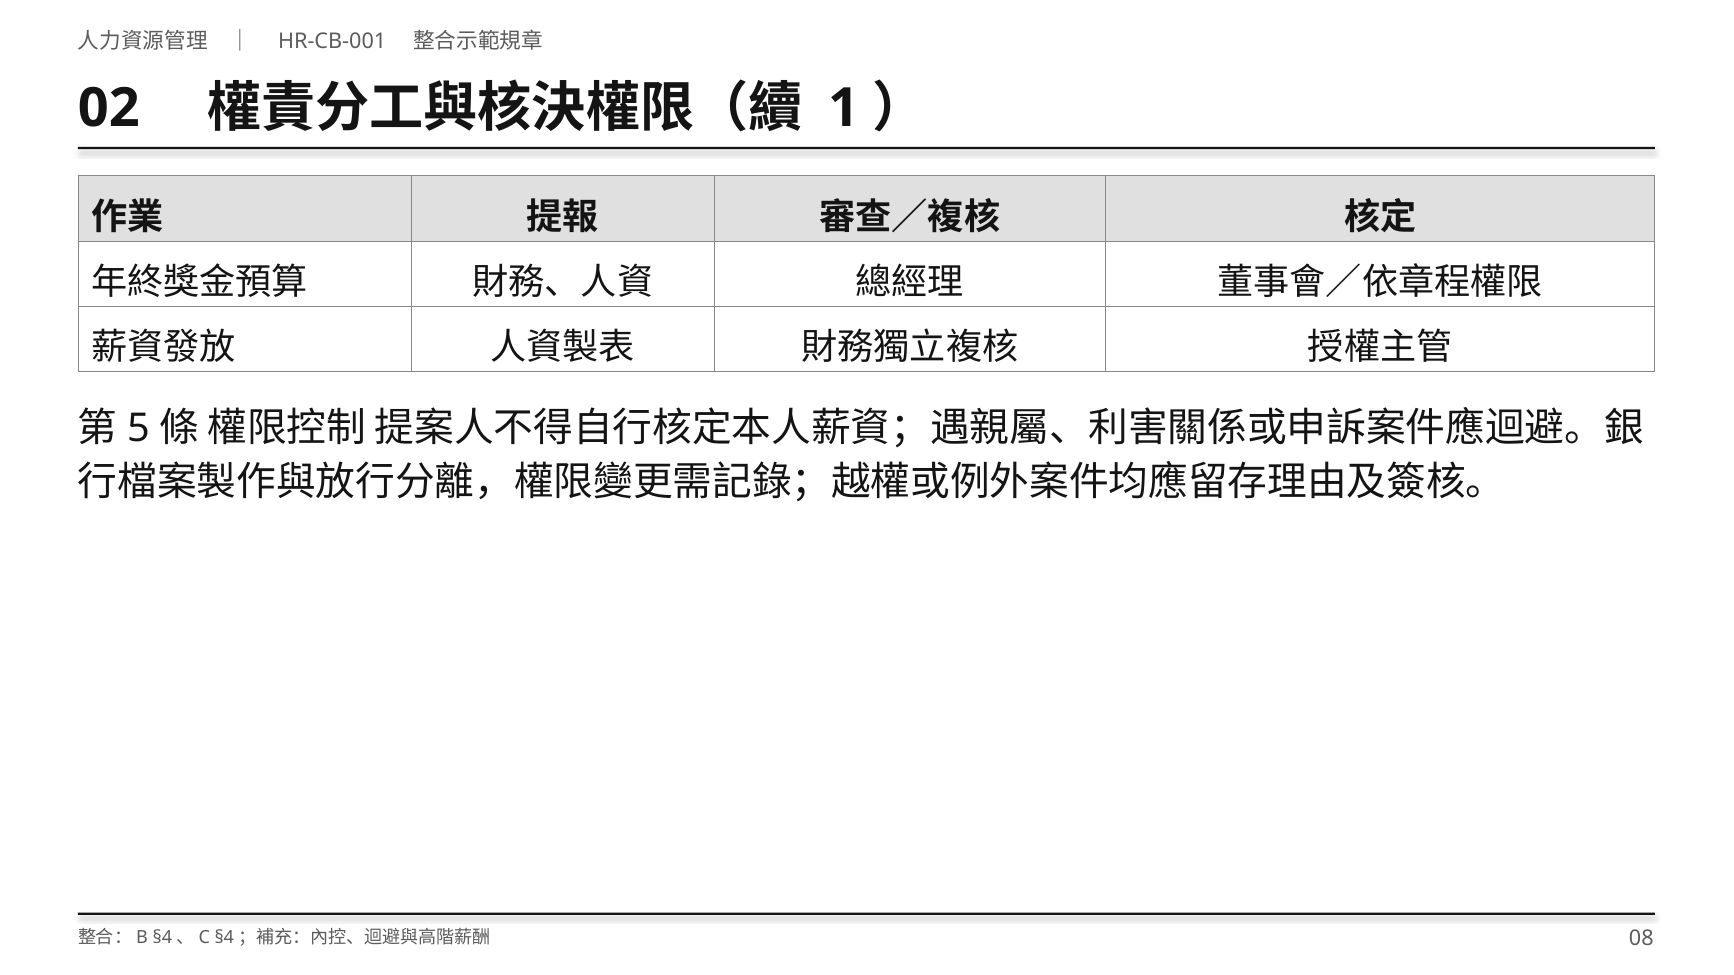 人力資源管理 ｜ HR-CB-001 整合示範規章
02 權責分工與核決權限（續 1）
作業 提報 審查／複核 核定
年終獎金預算 財務、人資 總經理 董事會／依章程權限
薪資發放 人資製表 財務獨立複核 授權主管
第 5 條 權限控制 提案人不得自行核定本人薪資；遇親屬、利害關係或申訴案件應迴避。銀
行檔案製作與放行分離，權限變更需記錄；越權或例外案件均應留存理由及簽核。
整合：B §4、C §4；補充：內控、迴避與高階薪酬
08